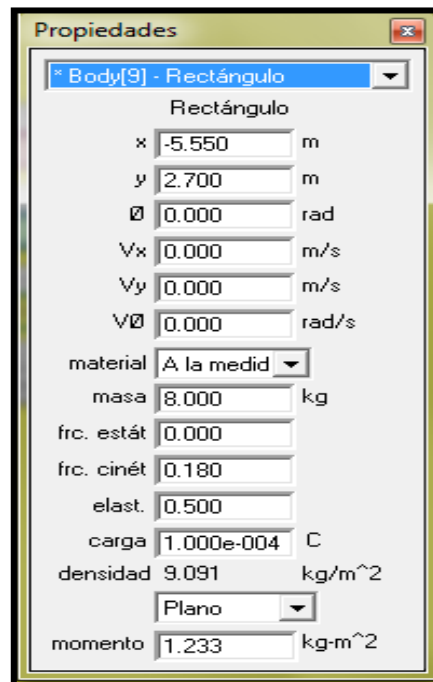 Propiedades
* Body[9] - Rectángulo
Rectángulo
x -5.550 m
y 2.700 m
Ø 0.000 rad
Vx 0.000 m/s
Vy 0.000 m/s
VØ 0.000 rad/s
material A la medid
masa 8.000 kg
frc. estát 0.000
frc. cinét 0.180
elast. 0.500
carga 1.000e-004 C
densidad 9.091 kg/m^2
Plano
momento 1.233 kg-m^2